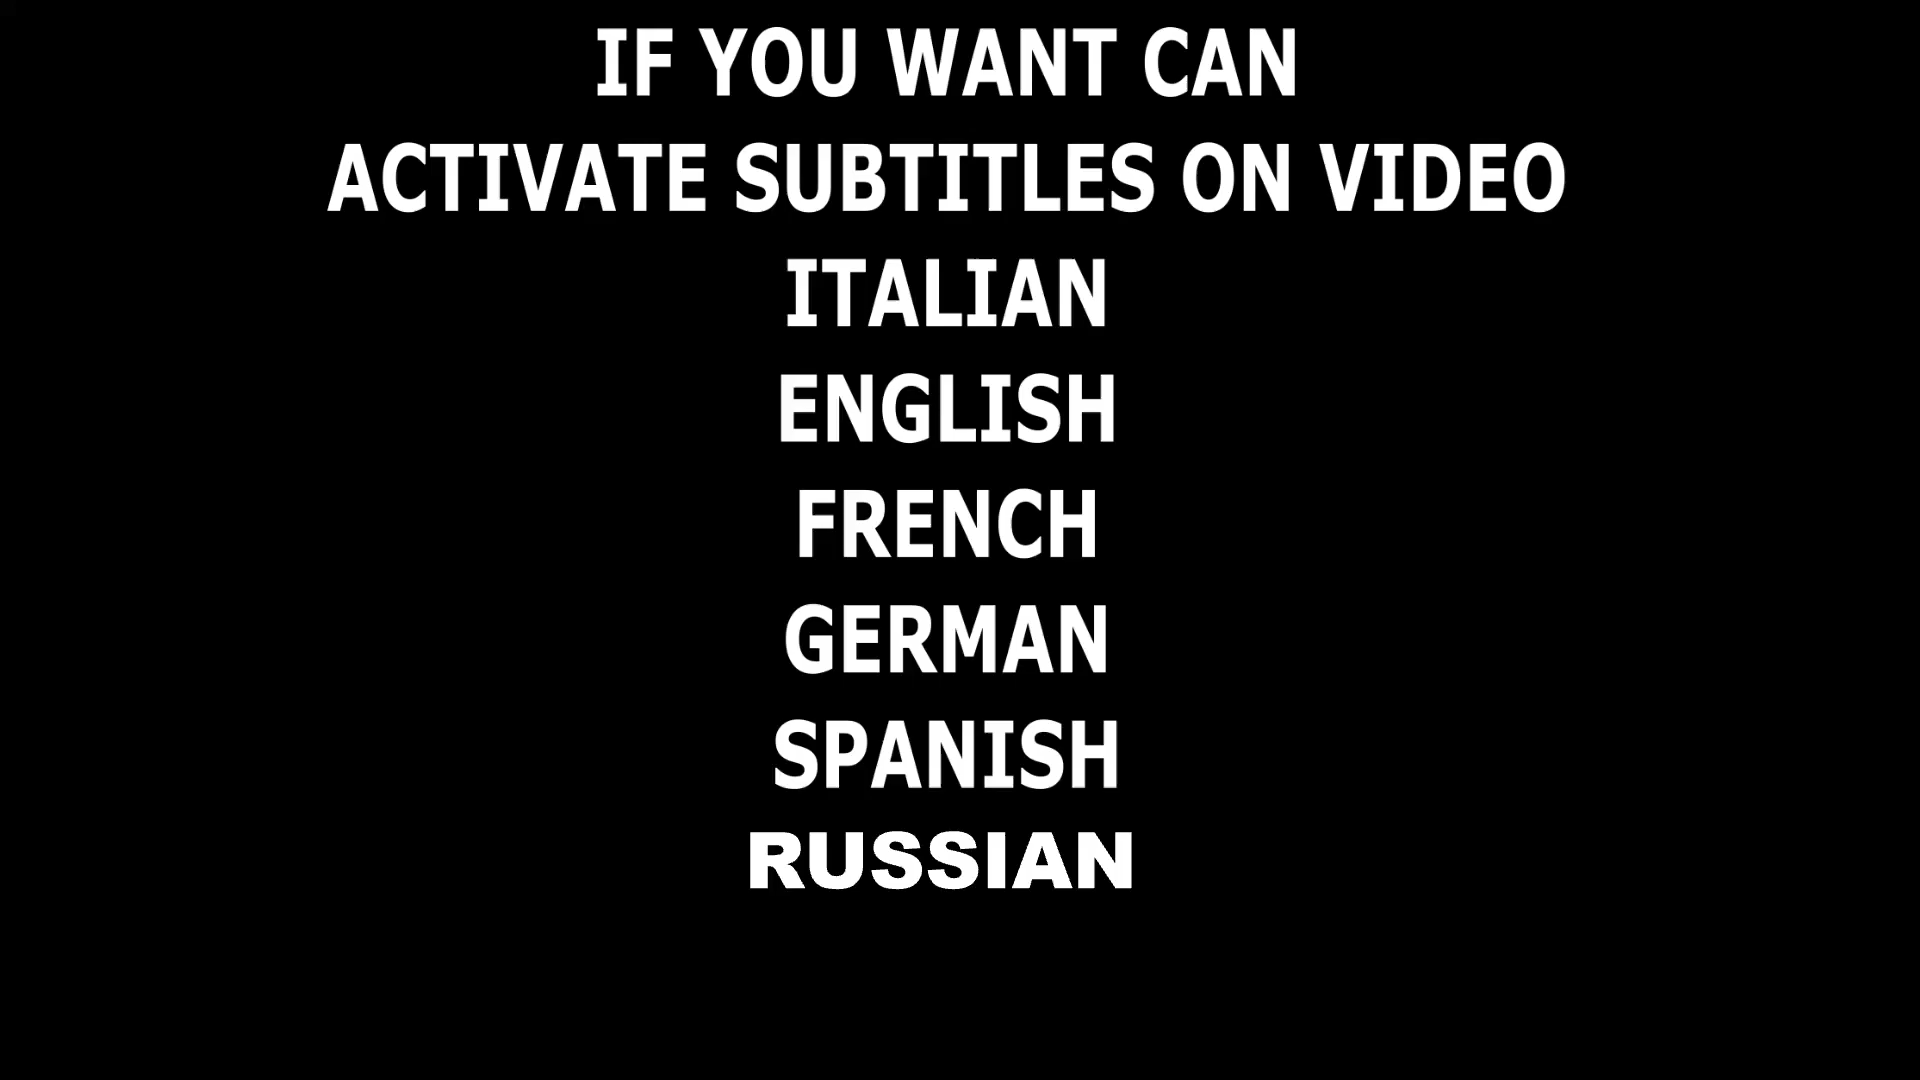 IF YOU WANT CAN
ACTIVATE SUBTITLES ON VIDEO
ITALIAN
ENGLISH
FRENCH
GERMAN
SPANISH
RUSSIAN